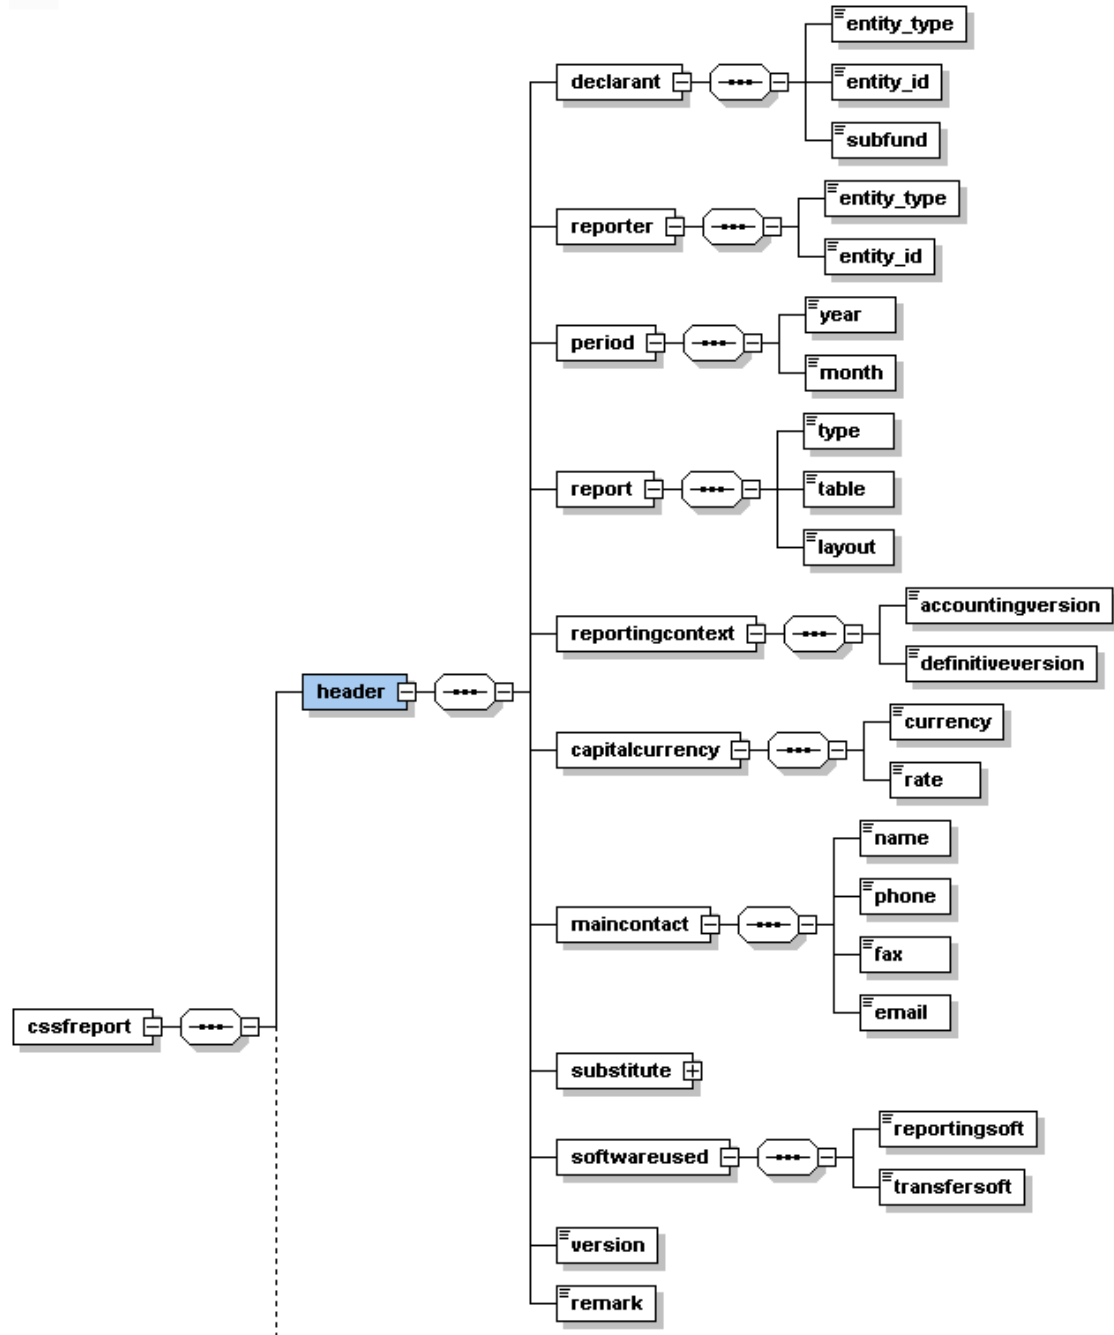 entity_type
declarant
entity_id
subfund
entity_type
reporter
entity_id
year
period
month
type
report
table
layout
accountingversion
reportingcontext
definitiveversion
header
currency
capitalcurrency
rate
name
phone
maincontact
fax
email
cssfreport
substitute
reportingsoft
softwareused
transfersoft
version
remark